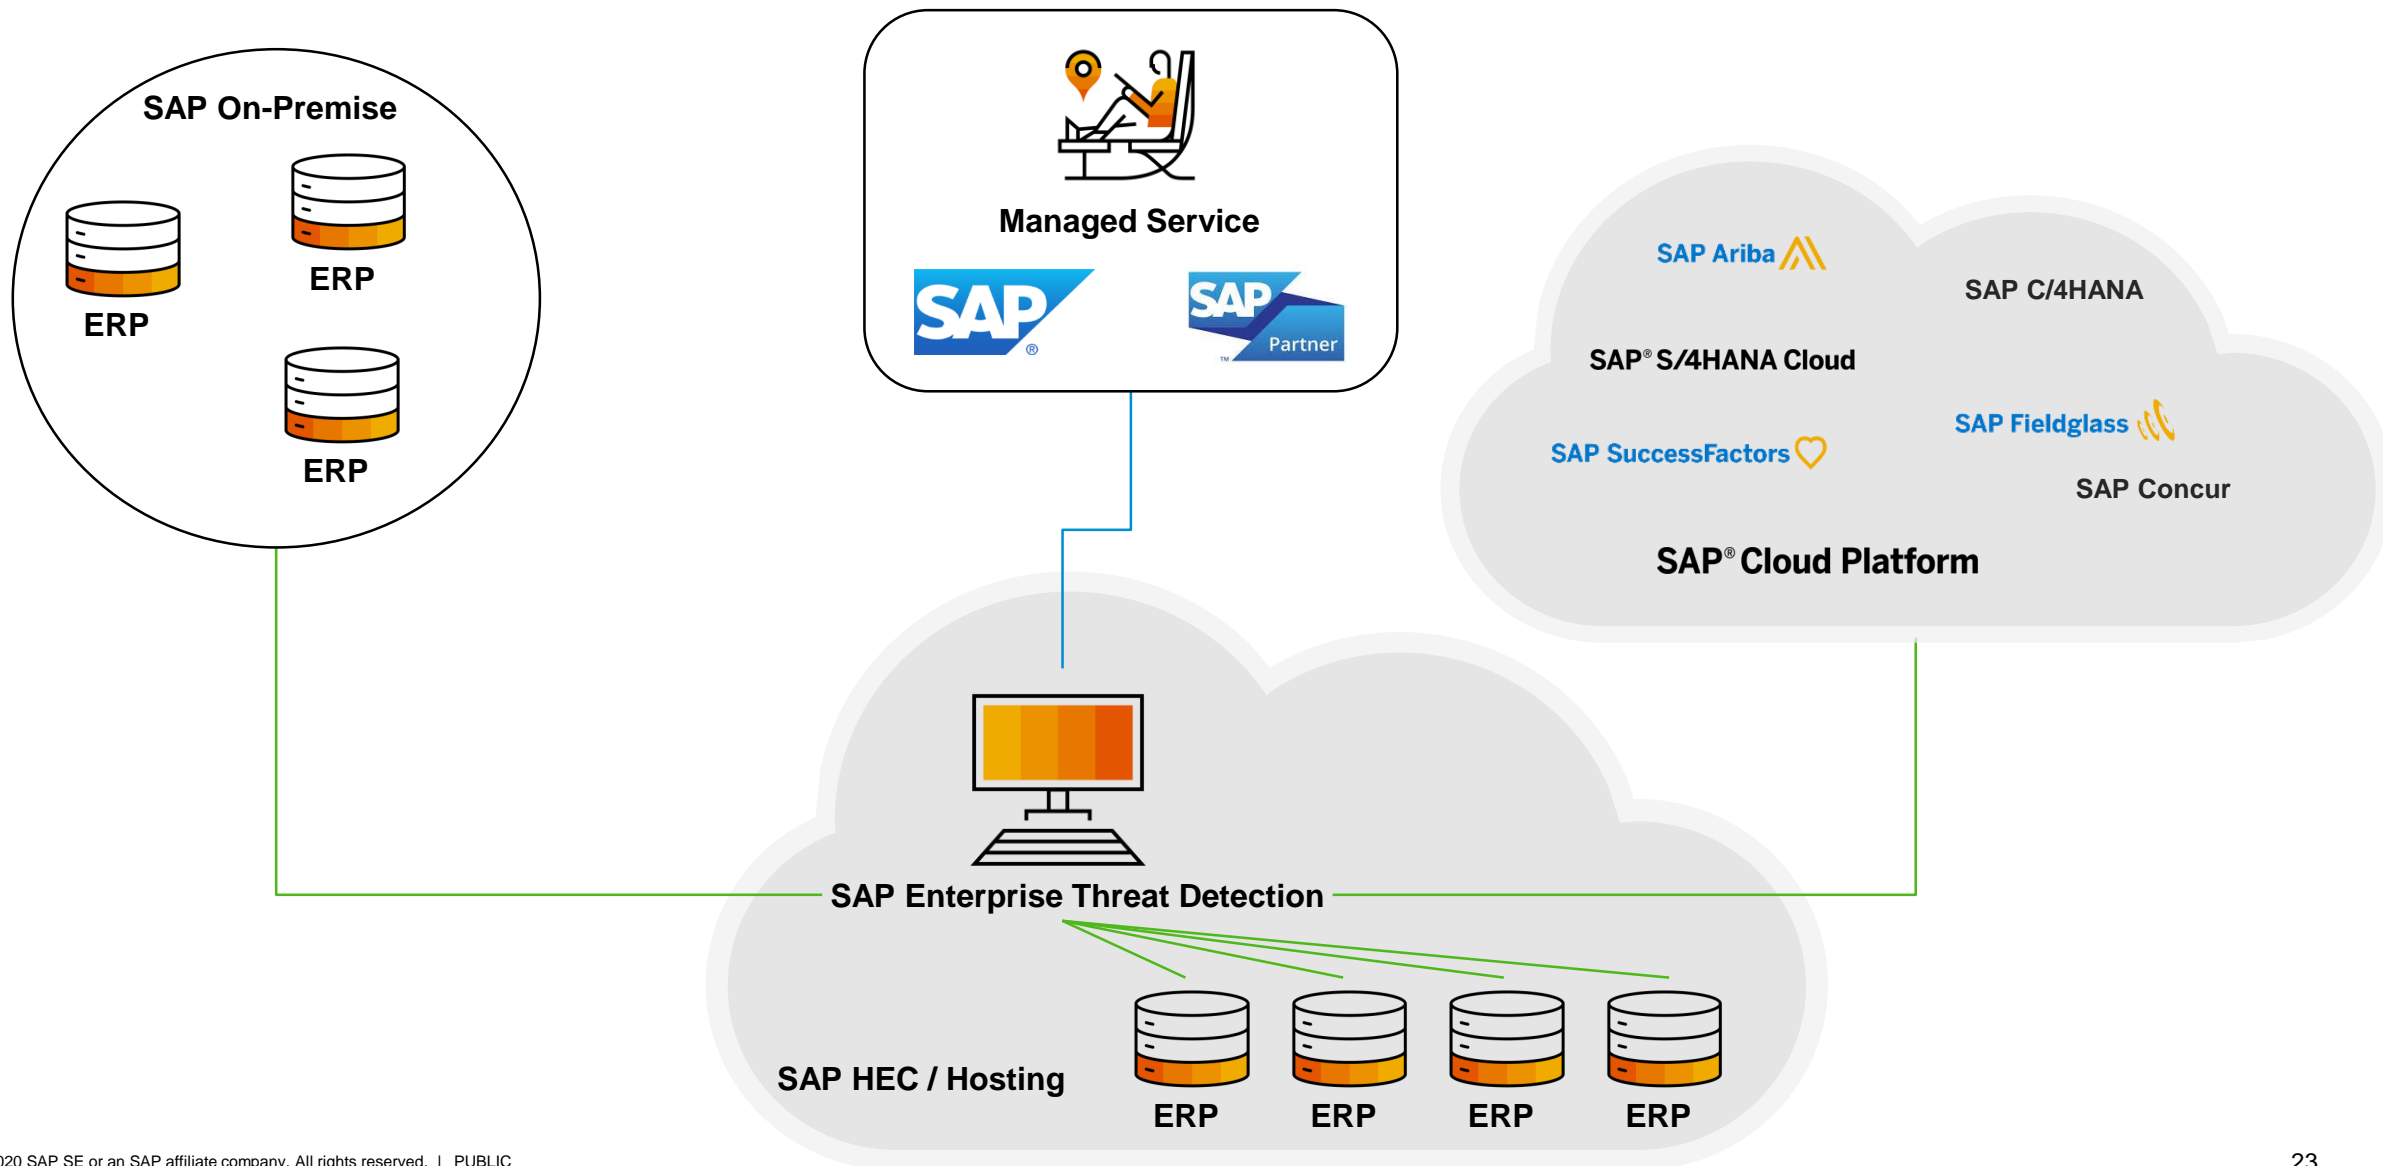 SAP On-Premise
ERP
ERP
ERP
Managed Service
SAP
®
SAP
™ Partner
SAP Ariba
SAP C/4HANA
SAP® S/4HANA Cloud
SAP Fieldglass
SAP SuccessFactors
SAP Concur
SAP® Cloud Platform
SAP Enterprise Threat Detection
SAP HEC / Hosting
ERP
ERP
ERP
ERP
020 SAP SE or an SAP affiliate company. All rights reserved. | PUBLIC
23